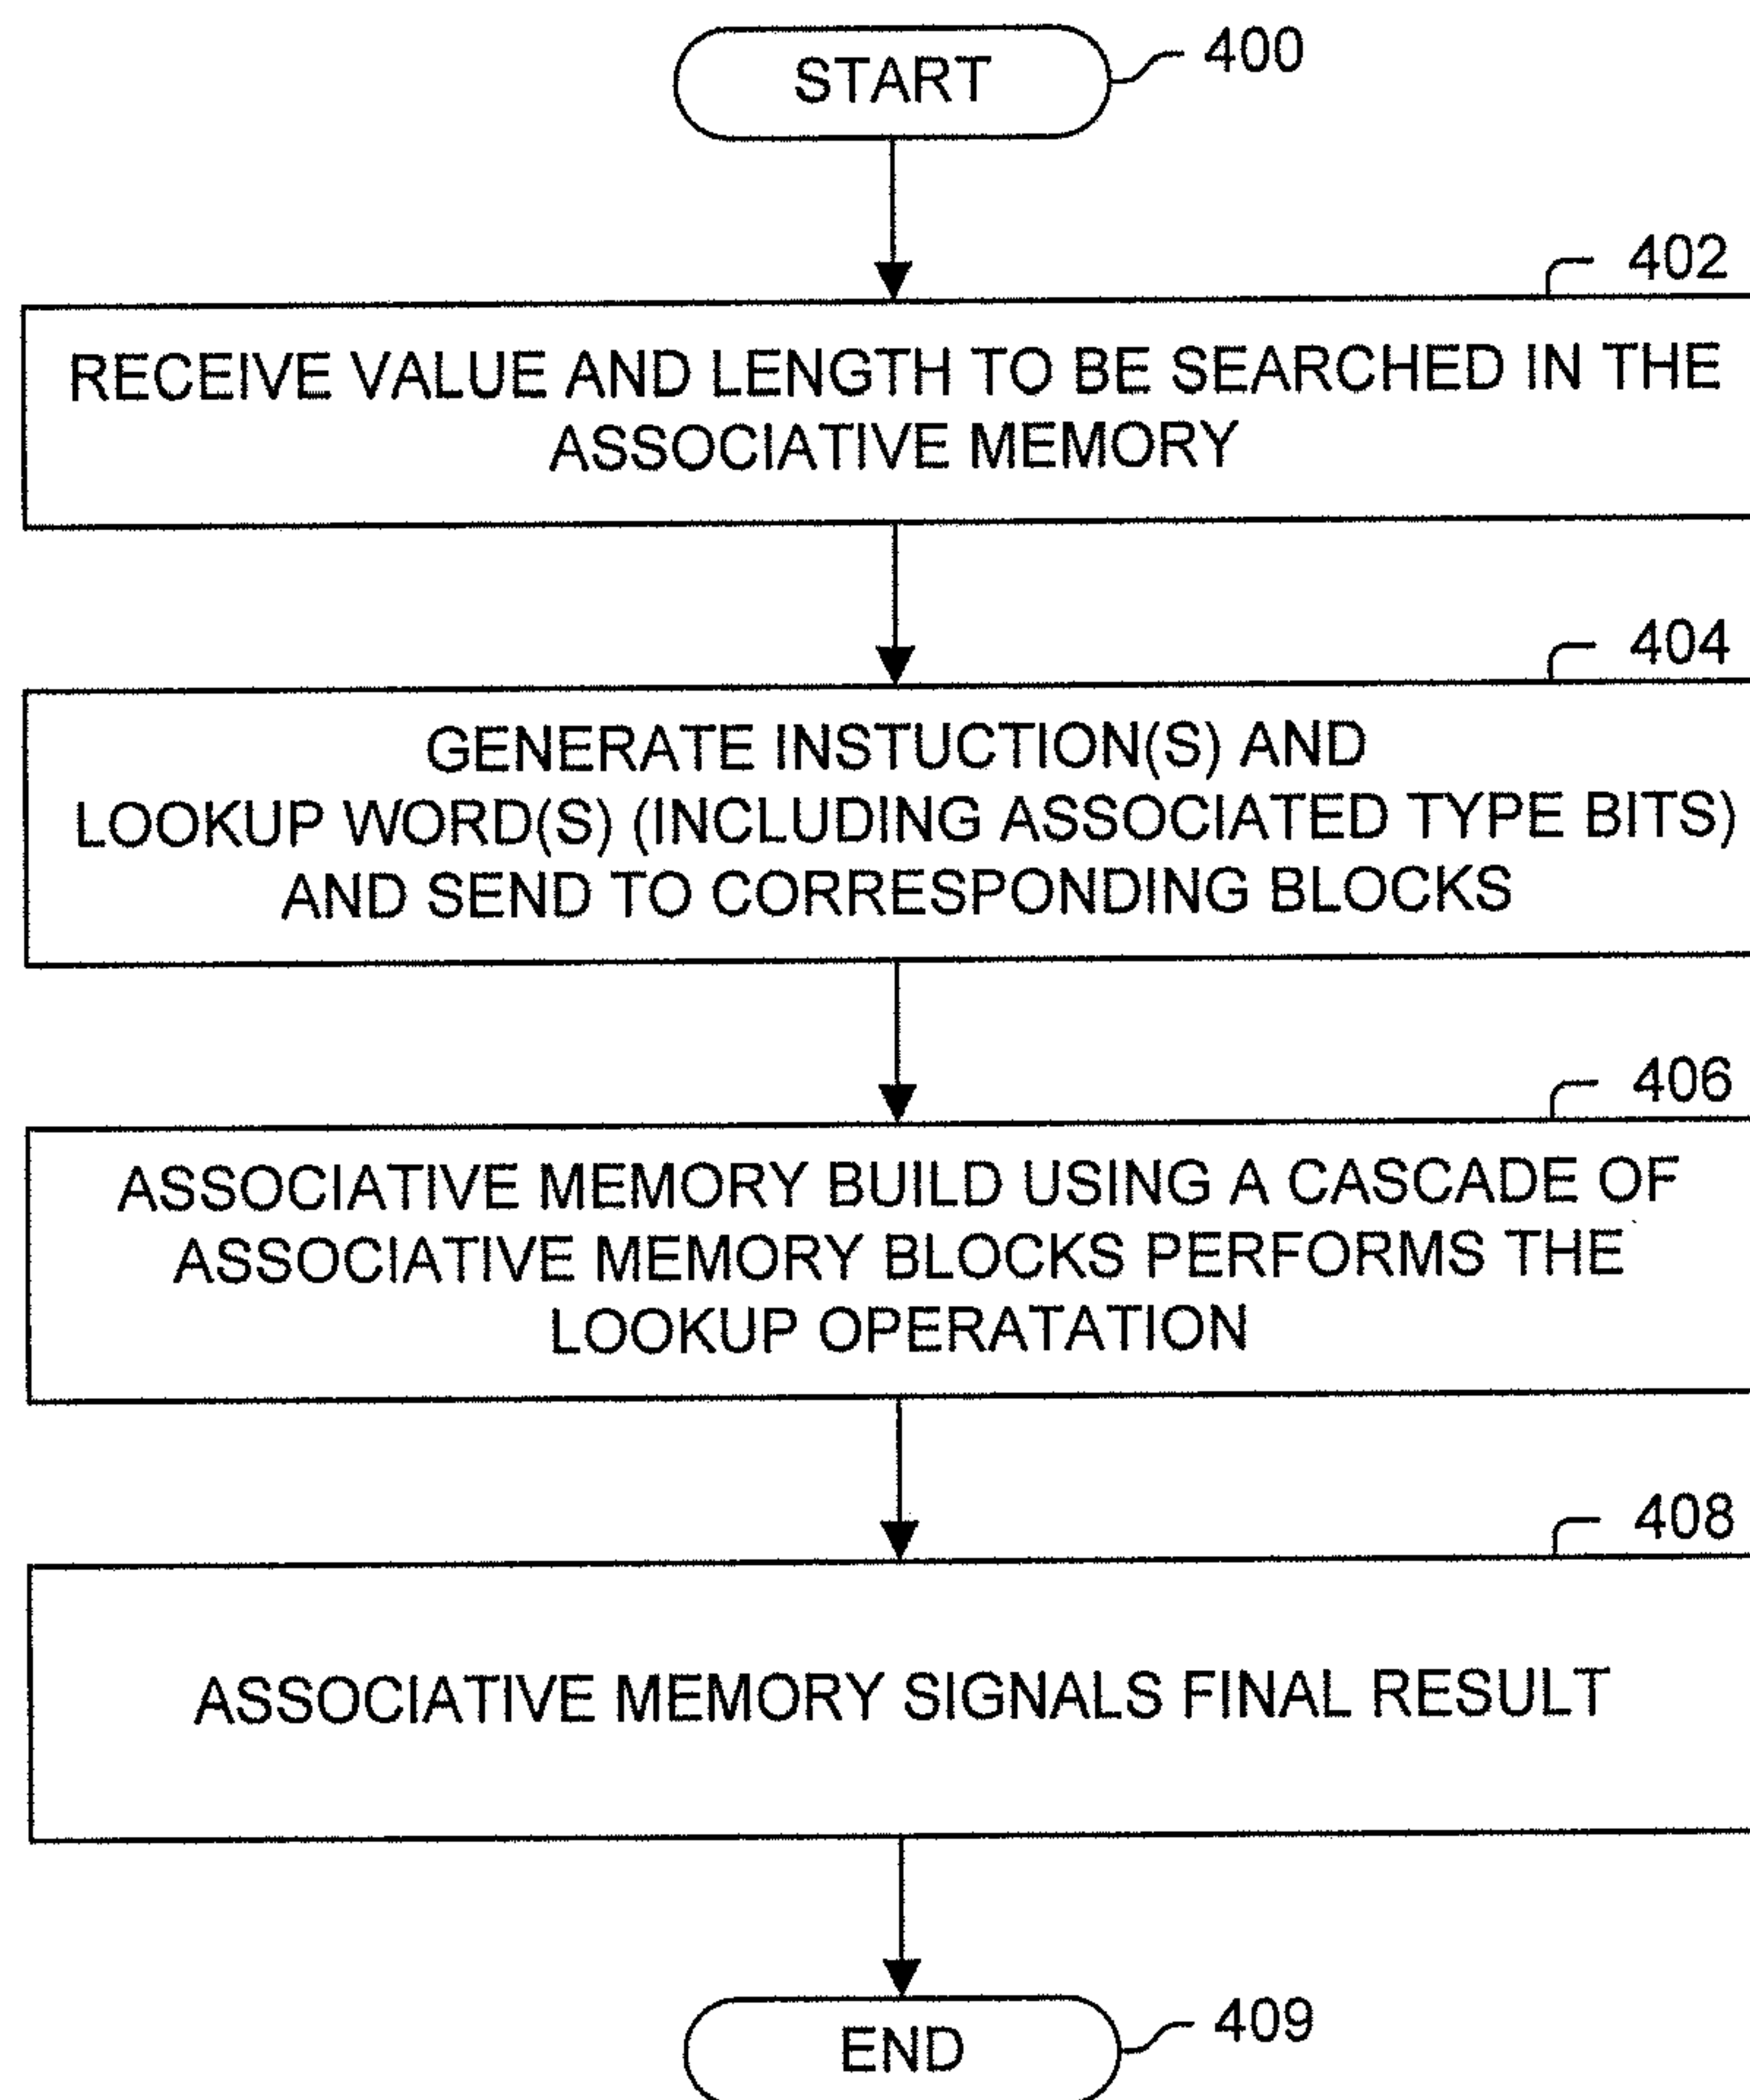 START
400
402
RECEIVE VALUE AND LENGTH TO BE SEARCHED IN THE
ASSOCIATIVE MEMORY
404
GENERATE INSTUCTION(S) AND
LOOKUP WORD(S) (INCLUDING ASSOCIATED TYPE BITS)
AND SEND TO CORRESPONDING BLOCKS
406
ASSOCIATIVE MEMORY BUILD USING A CASCADE OF
ASSOCIATIVE MEMORY BLOCKS PERFORMS THE
LOOKUP OPERATATION
408
ASSOCIATIVE MEMORY SIGNALS FINAL RESULT
END
409